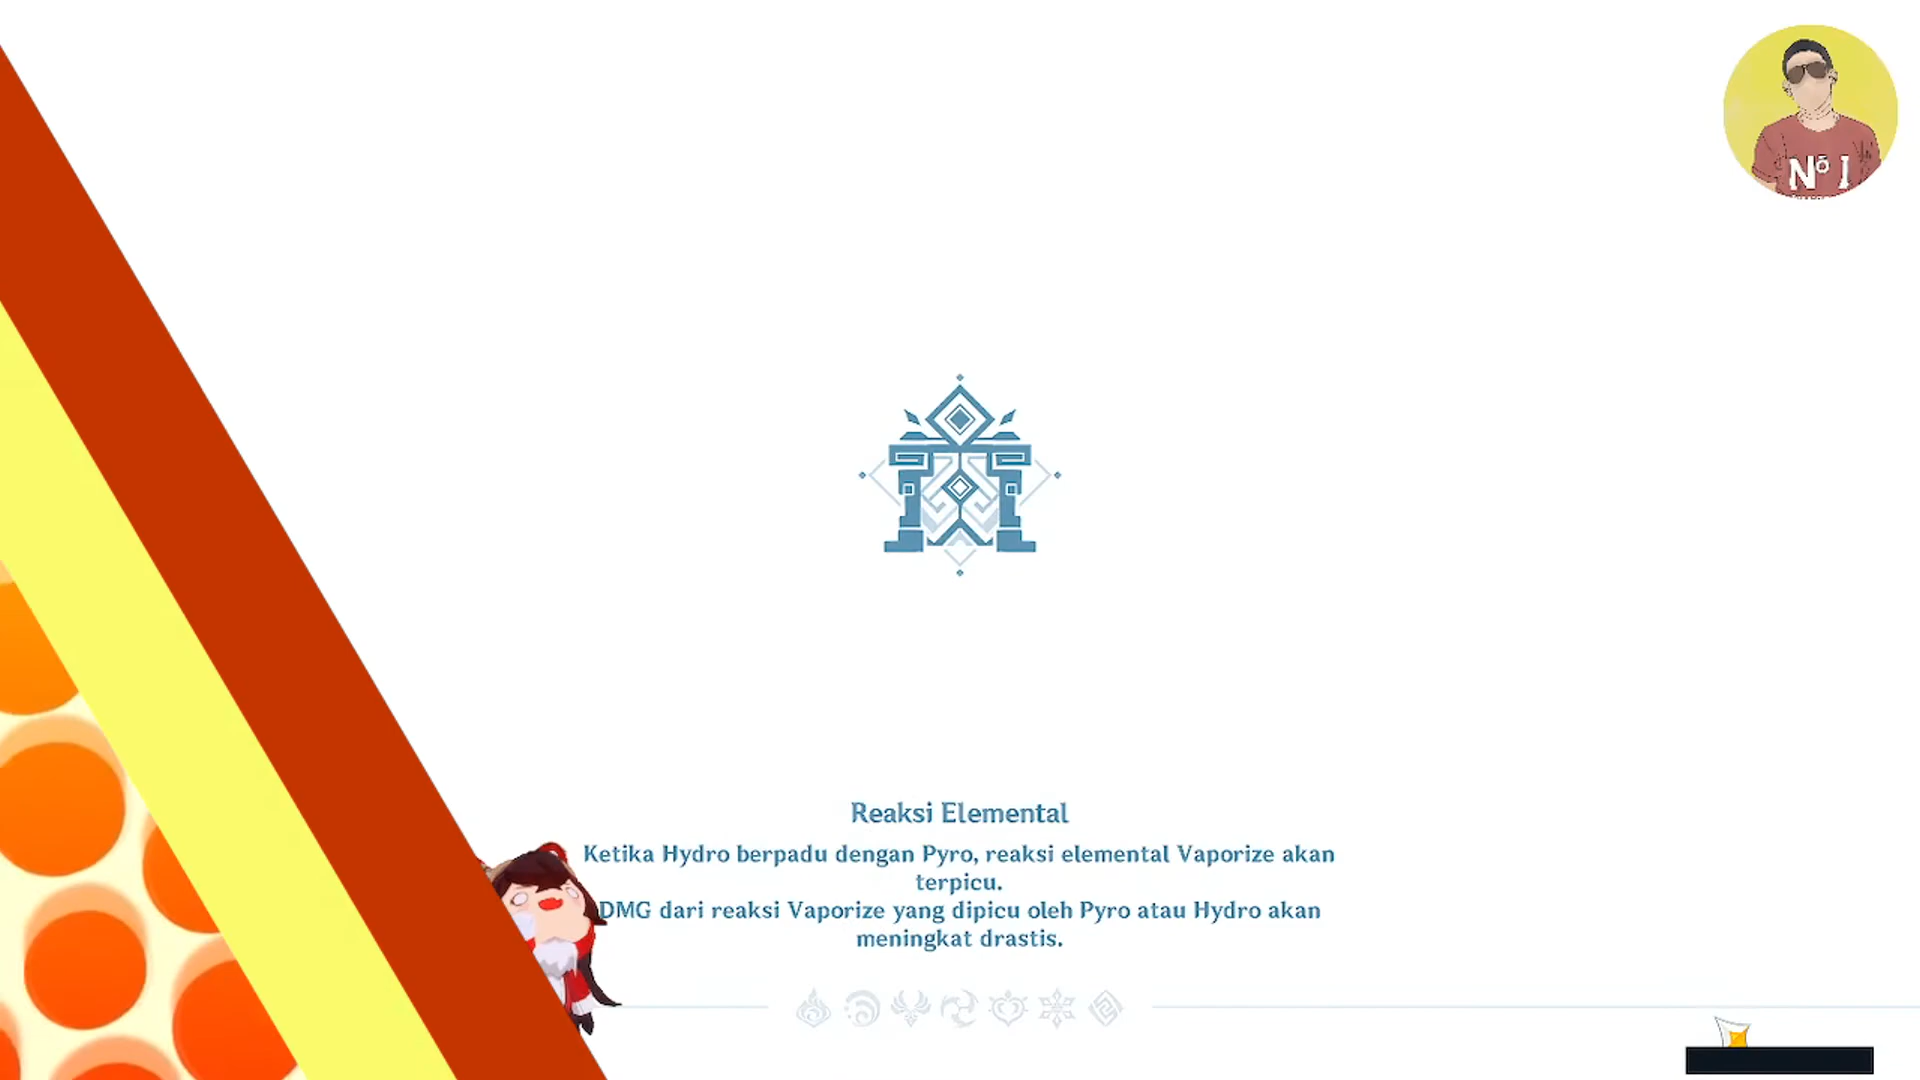 Nº 1
Reaksi Elemental
Ketika Hydro berpadu dengan Pyro, reaksi elemental Vaporize akan
terpicu.
DMG dari reaksi Vaporize yang dipicu oleh Pyro atau Hydro akan
meningkat drastis.